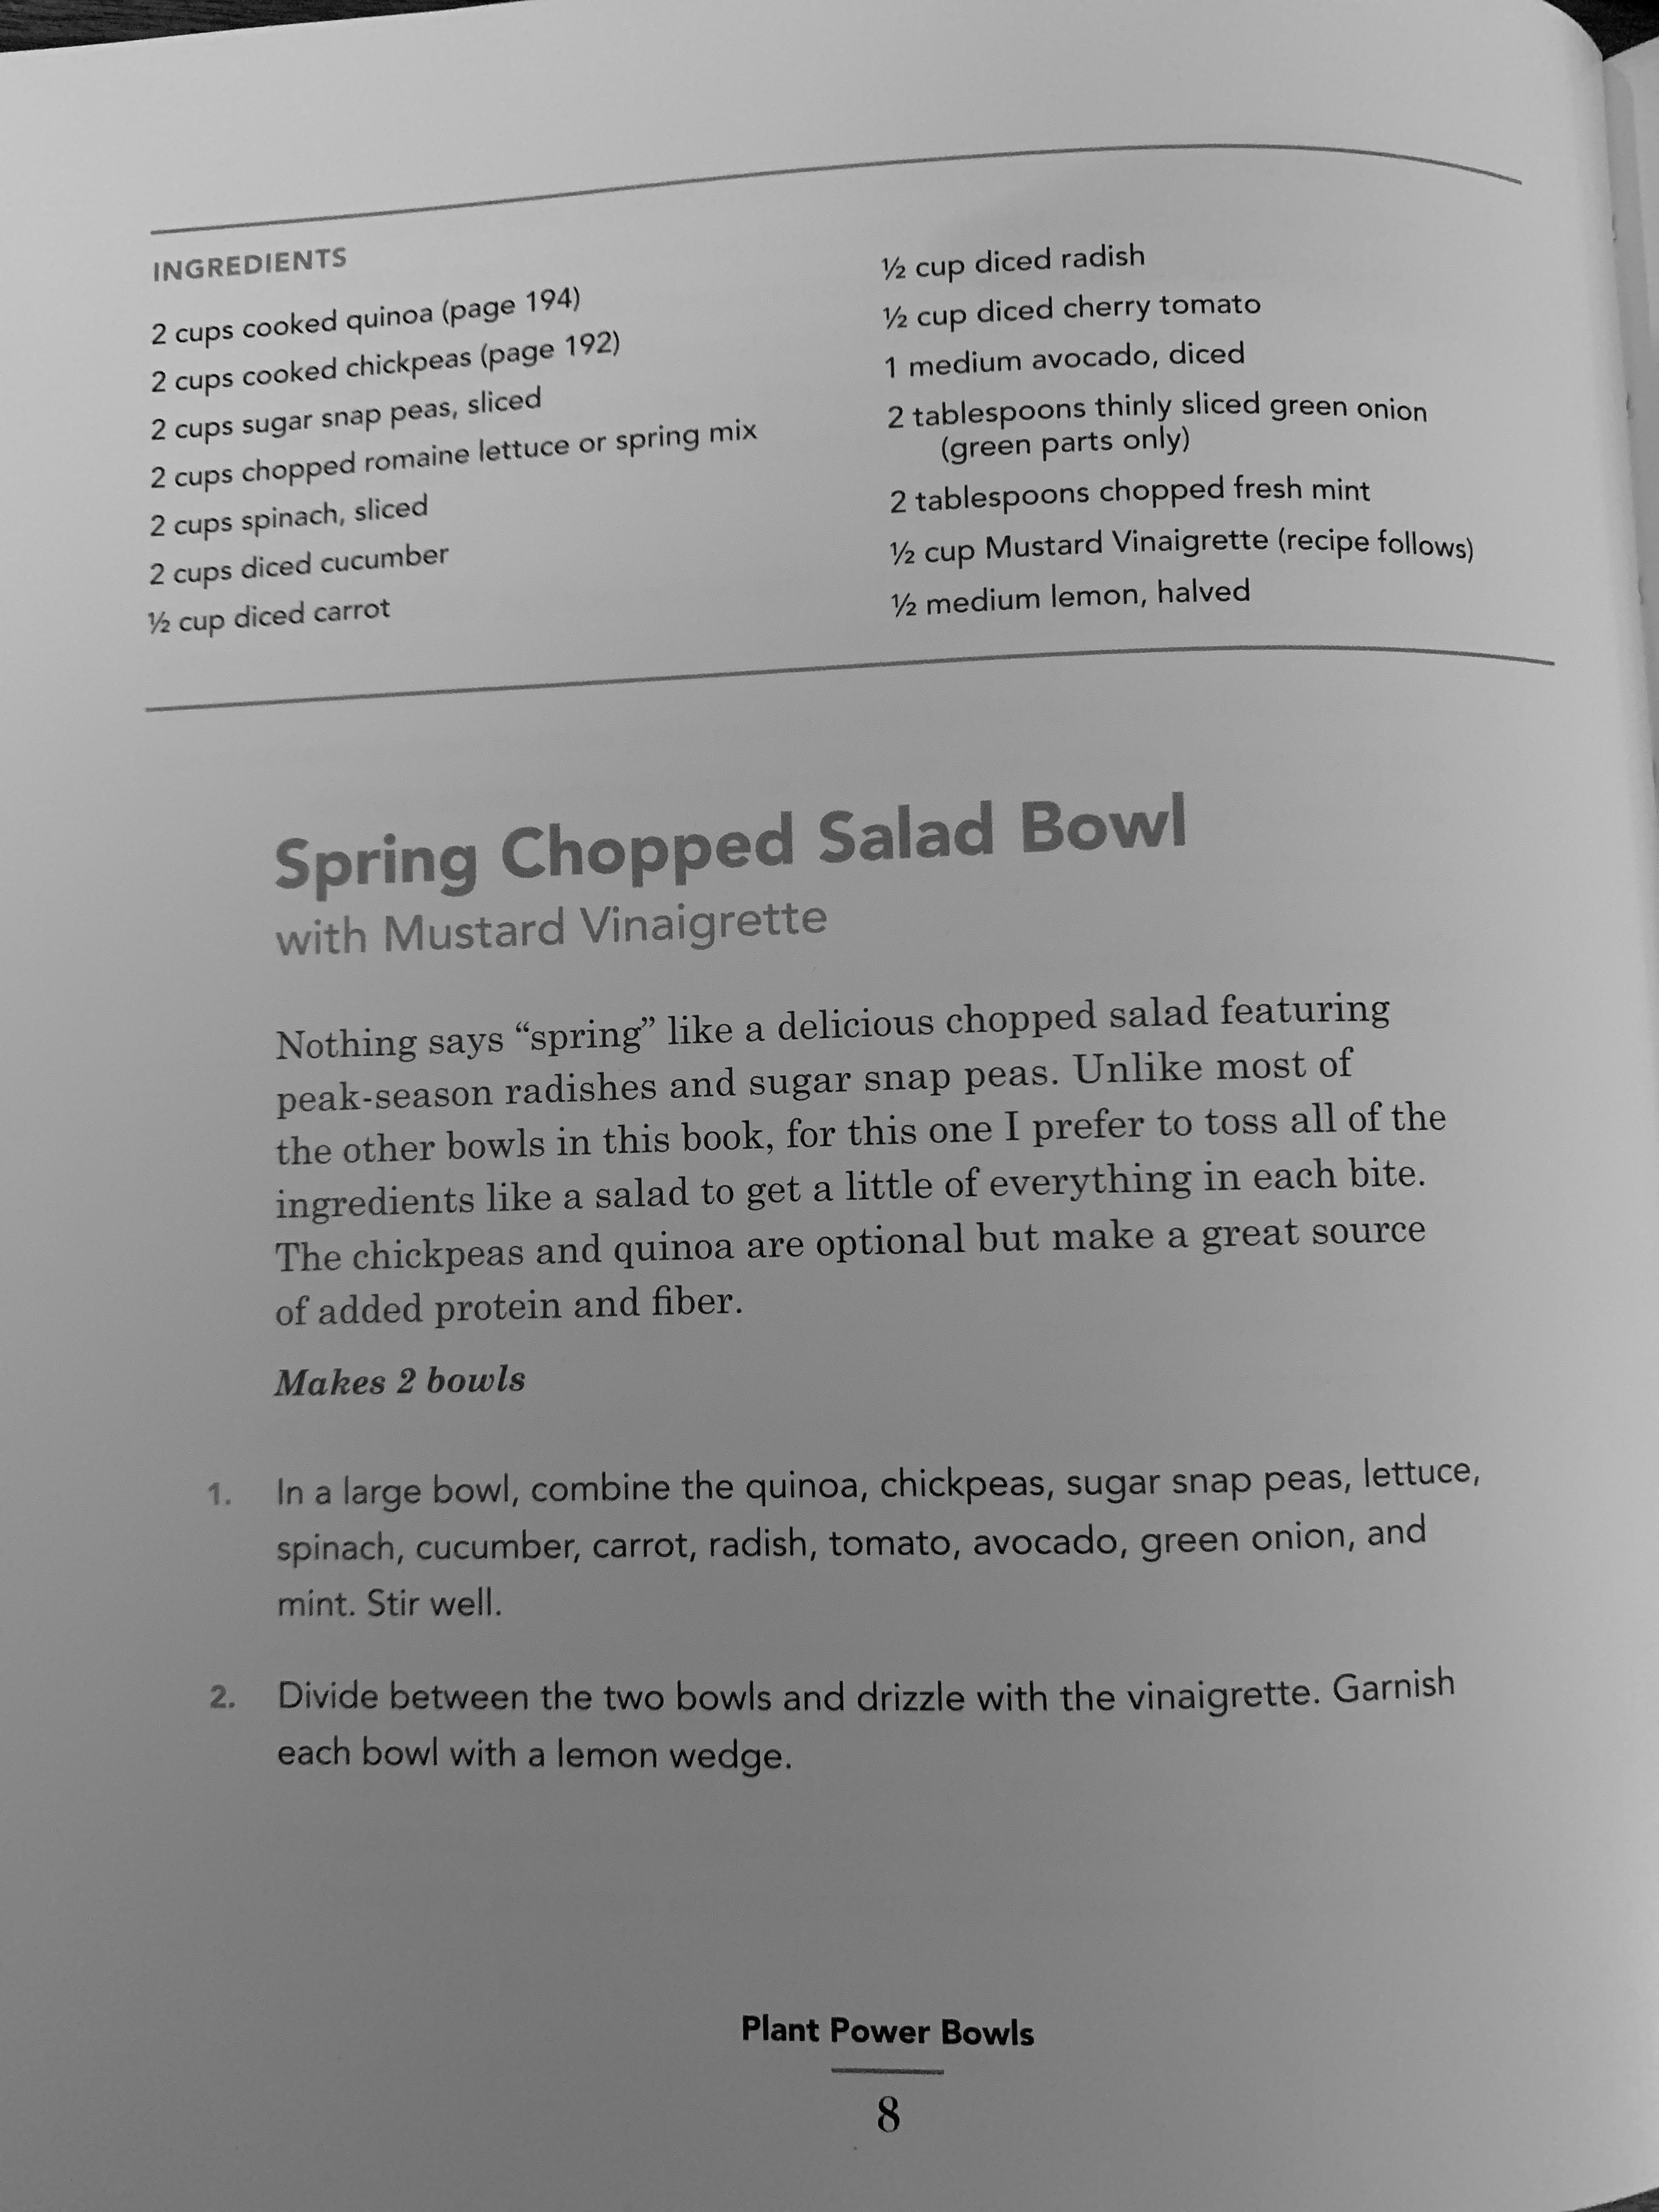 INGREDIENTS
2 cups cooked quinoa (page 194)
2 cups cooked chickpeas (page 192)
2 cups sugar snap peas, sliced
2 cups chopped romaine lettuce or spring mix
2 cups spinach, sliced
2 cups diced cucumber
½ cup diced carrot
½ cup diced radish
½ cup diced cherry tomato
1 medium avocado, diced
2 tablespoons thinly sliced green onion
(green parts only)
2 tablespoons chopped fresh mint
½ cup Mustard Vinaigrette (recipe follows)
½ medium lemon, halved
Spring Chopped Salad Bowl
with Mustard Vinaigrette
Nothing says “spring” like a delicious chopped salad featuring
peak-season radishes and sugar snap peas. Unlike most of
the other bowls in this book, for this one I prefer to toss all of the
ingredients like a salad to get a little of everything in each bite.
The chickpeas and quinoa are optional but make a great source
of added protein and fiber.
Makes 2 bowls
1. In a large bowl, combine the quinoa, chickpeas, sugar snap peas, lettuce,
spinach, cucumber, carrot, radish, tomato, avocado, green onion, and
mint. Stir well.
2. Divide between the two bowls and drizzle with the vinaigrette. Garnish
each bowl with a lemon wedge.
Plant Power Bowls
8